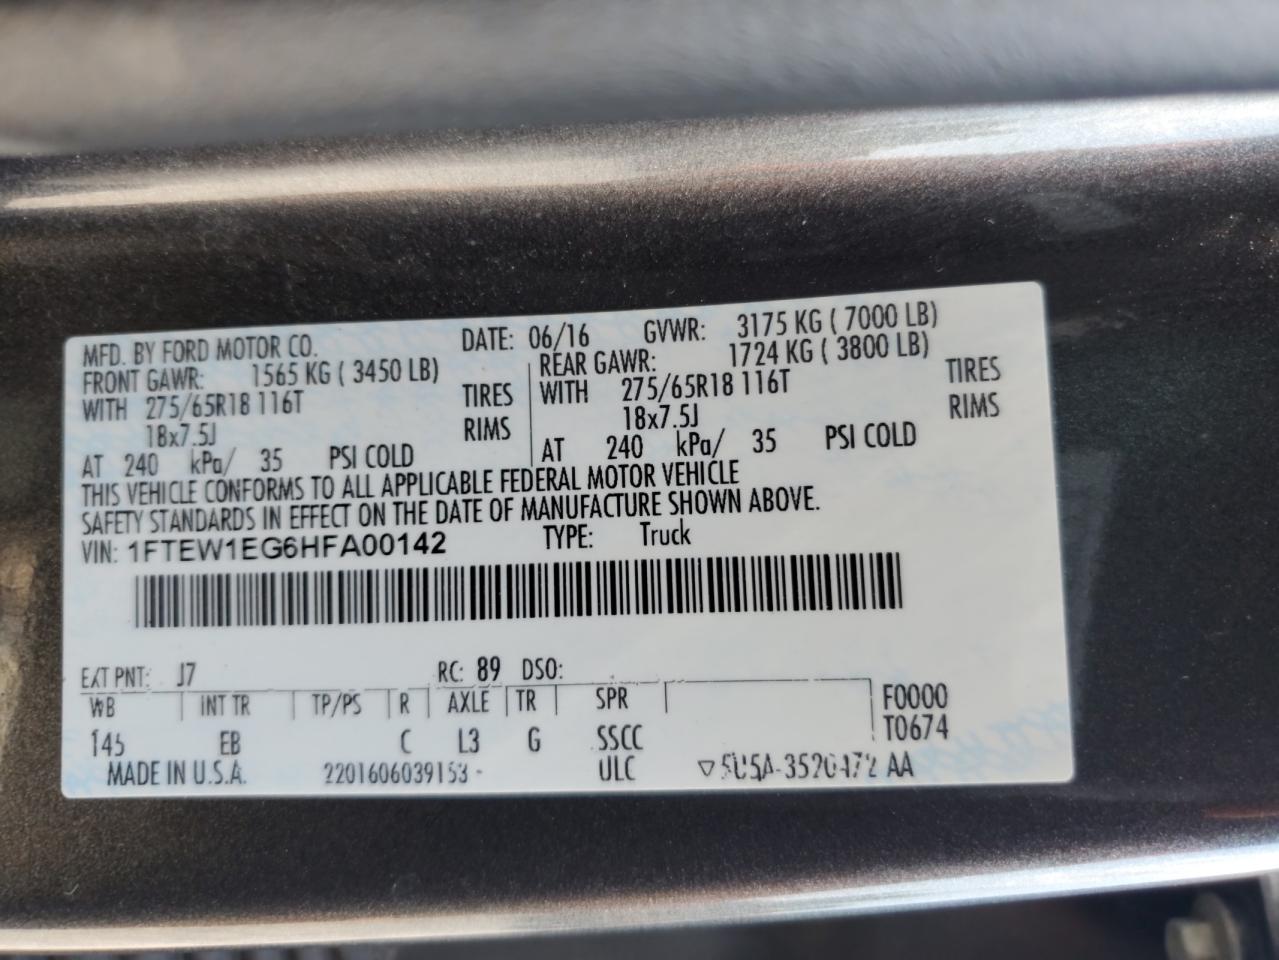 MFD. BY FORD MOTOR CO. DATE: 06/16 GVWR: 3175 KG ( 7000 LB)
FRONT GAWR: 1565 KG ( 3450 LB) REAR GAWR: 1724 KG ( 3800 LB)
WITH 275/65R18 116T TIRES WITH 275/65R18 116T TIRES
18x7.5J RIMS 18x7.5J RIMS
AT 240 kPa/ 35 PSI COLD AT 240 kPa/ 35 PSI COLD
THIS VEHICLE CONFORMS TO ALL APPLICABLE FEDERAL MOTOR VEHICLE
SAFETY STANDARDS IN EFFECT ON THE DATE OF MANUFACTURE SHOWN ABOVE.
VIN: 1FTEW1EG6HFA00142 TYPE: Truck
EXT PNT: J7 RC: 89 DSO:
WB INT TR TP/PS R AXLE TR SPR F0000
T0674
145 EB C L3 G SSCC
MADE IN U.S.A. 2201606039153 ULC AA